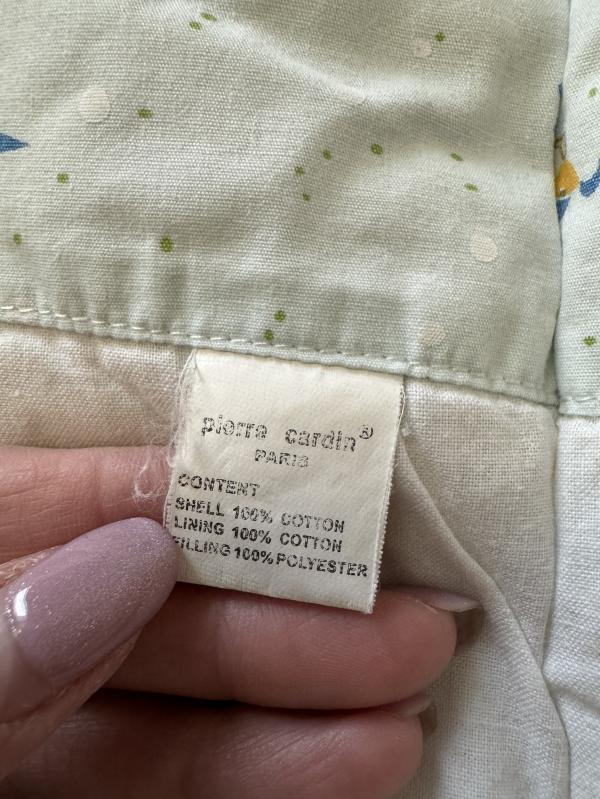 pierre cardin®
PARIS
CONTENT
SHELL 100% COTTON
LINING 100% COTTON
FILLING 100% POLYESTER